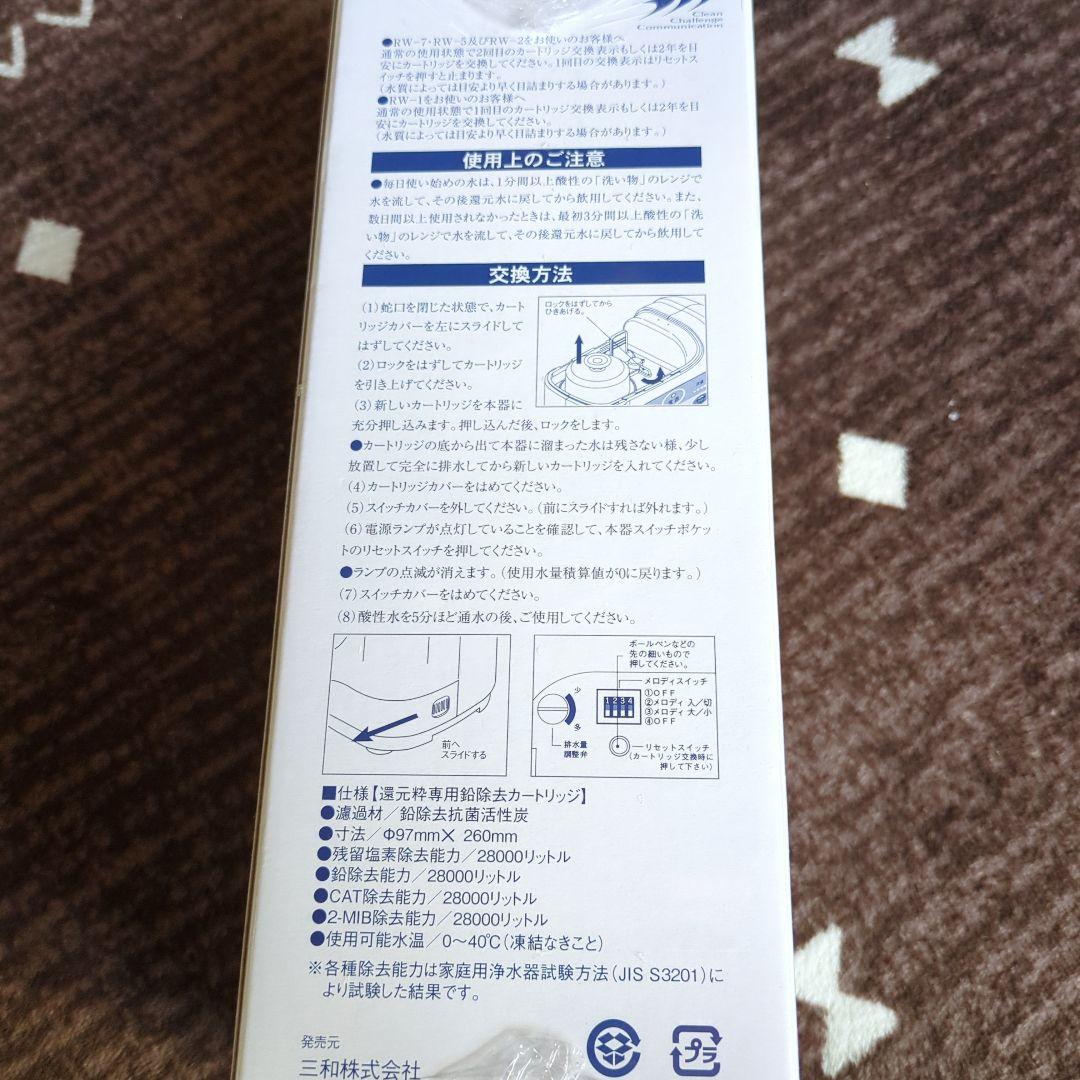 Clean
Challenge
Communication
●RW-7・RW-5及びRW-2をお使いのお客様へ
通常の使用状態で2回目のカートリッジ交換表示もしくは2年を目
安にカートリッジを交換してください。1回目の交換表示はリセットス
イッチを押すと止まります。
(水質によっては目安より早く目詰まりする場合があります。)
●RW-1をお使いのお客様へ
通常の使用状態で1回目のカートリッジ交換表示もしくは2年を目
安にカートリッジを交換してください。
(水質によっては目安より早く目詰まりする場合があります。)
使用上のご注意
●毎日使い始めの水は、1分間以上酸性の「洗い物」のレンジで
水を流して、その後還元水に戻してから飲用してください。また、
数日間以上使用されなかったときは、最初3分間以上酸性の「洗
い物」のレンジで水を流して、その後還元水に戻してから飲用して
ください。
交換方法
(1)蛇口を閉じた状態で、カート
リッジカバーを左にスライドして
はずしてください。
(2)ロックをはずしてカートリッジ
を引き上げてください。
(3)新しいカートリッジを本器に
充分押し込みます。押し込んだ後、ロックをします。
ロックをはずしてから
ひきあげる。
●カートリッジの底から出て本器に溜まった水は残さない様、少し
放置して完全に排水してから新しいカートリッジを入れてください。
(4)カートリッジカバーをはめてください。
(5)スイッチカバーを外してください。(前にスライドすれば外れます。)
(6)電源ランプが点灯していることを確認して、本器スイッチポケッ
トのリセットスイッチを押してください。
●ランプの点滅が消えます。(使用水量積算値が0に戻ります。)
(7)スイッチカバーをはめてください。
(8)酸性水を5分ほど通水の後、ご使用してください。
前へ
スライドする
ボールペンなどの
先の細いもので
押してください。
メロディスイッチ
①OFF
②メロディ 入/切
③メロディ 大/小
④OFF
1 2 3 4
少
多
排水量
調整弁
リセットスイッチ
(カートリッジ交換時に
押して下さい)
■仕様【還元粋専用鉛除去カートリッジ】
●濾過材/鉛除去抗菌活性炭
●寸法/Φ97mm× 260mm
●残留塩素除去能力/28000リットル
●鉛除去能力/28000リットル
●CAT除去能力/28000リットル
●2-MIB除去能力/28000リットル
●使用可能水温/0～40℃(凍結なきこと)
※各種除去能力は家庭用浄水器試験方法(JIS S3201)に
より試験した結果です。
発売元
三和株式会社
プラ